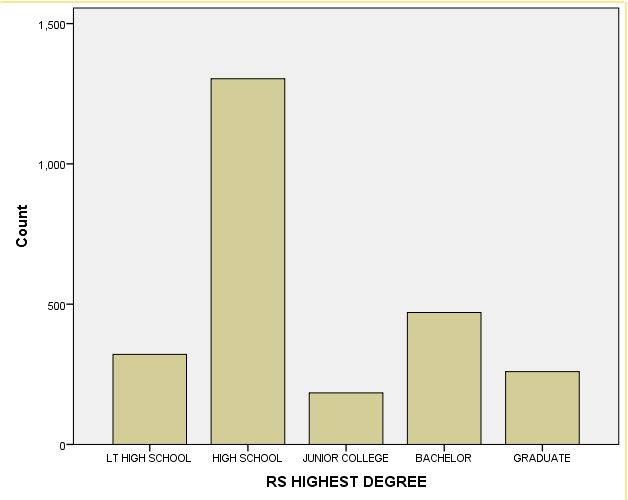 1,500
1,000
500
0
Count
LT HIGH SCHOOL
HIGH SCHOOL
JUNIOR COLLEGE
BACHELOR
GRADUATE
RS HIGHEST DEGREE